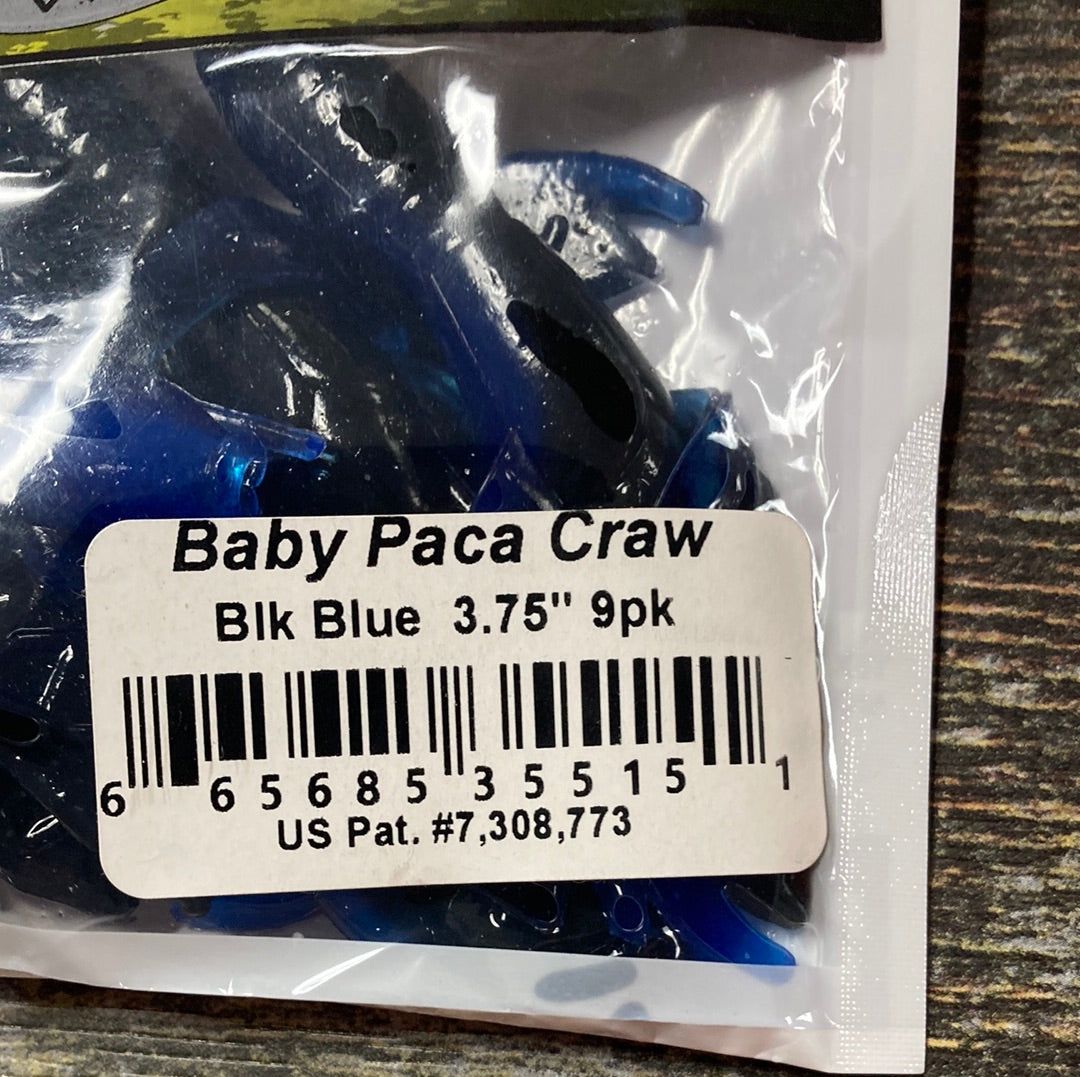 Baby Paca Craw
Blk Blue 3.75" 9pk
6 65685 35515 1
US Pat. #7,308,773